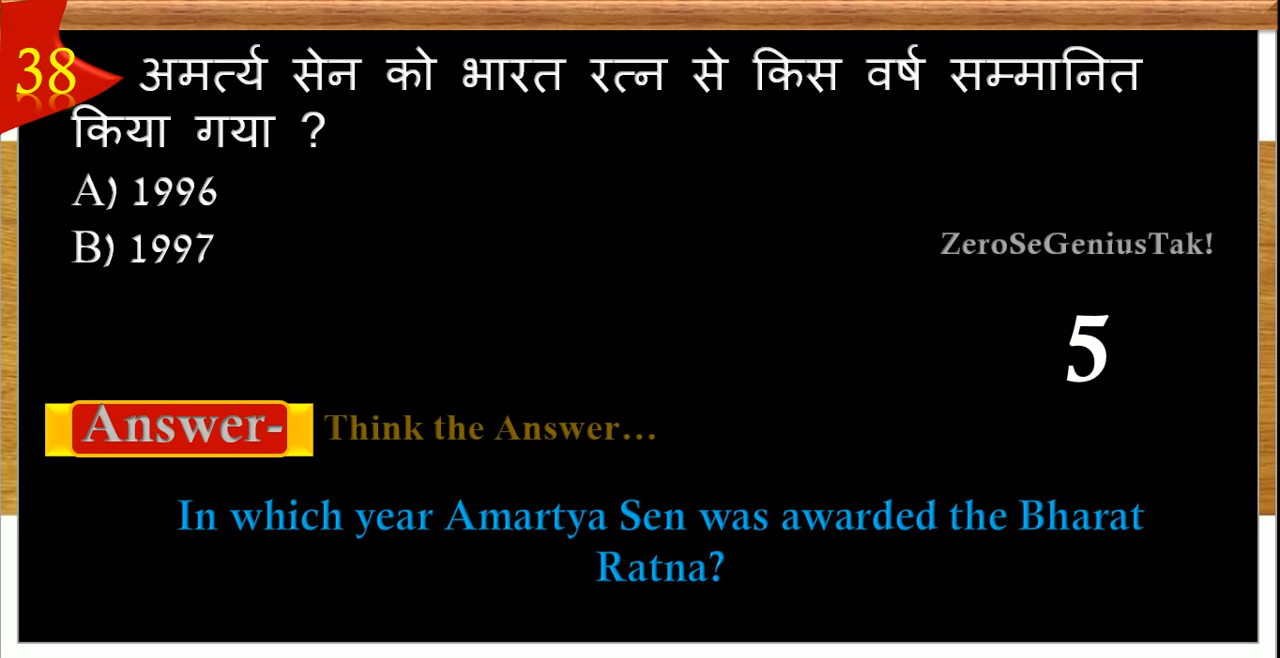 38 अमर्त्य सेन को भारत रत्न से किस वर्ष सम्मानित
किया गया ?
A) 1996
B) 1997
ZeroSeGeniusTak!
5
Answer- Think the Answer...
In which year Amartya Sen was awarded the Bharat
Ratna?